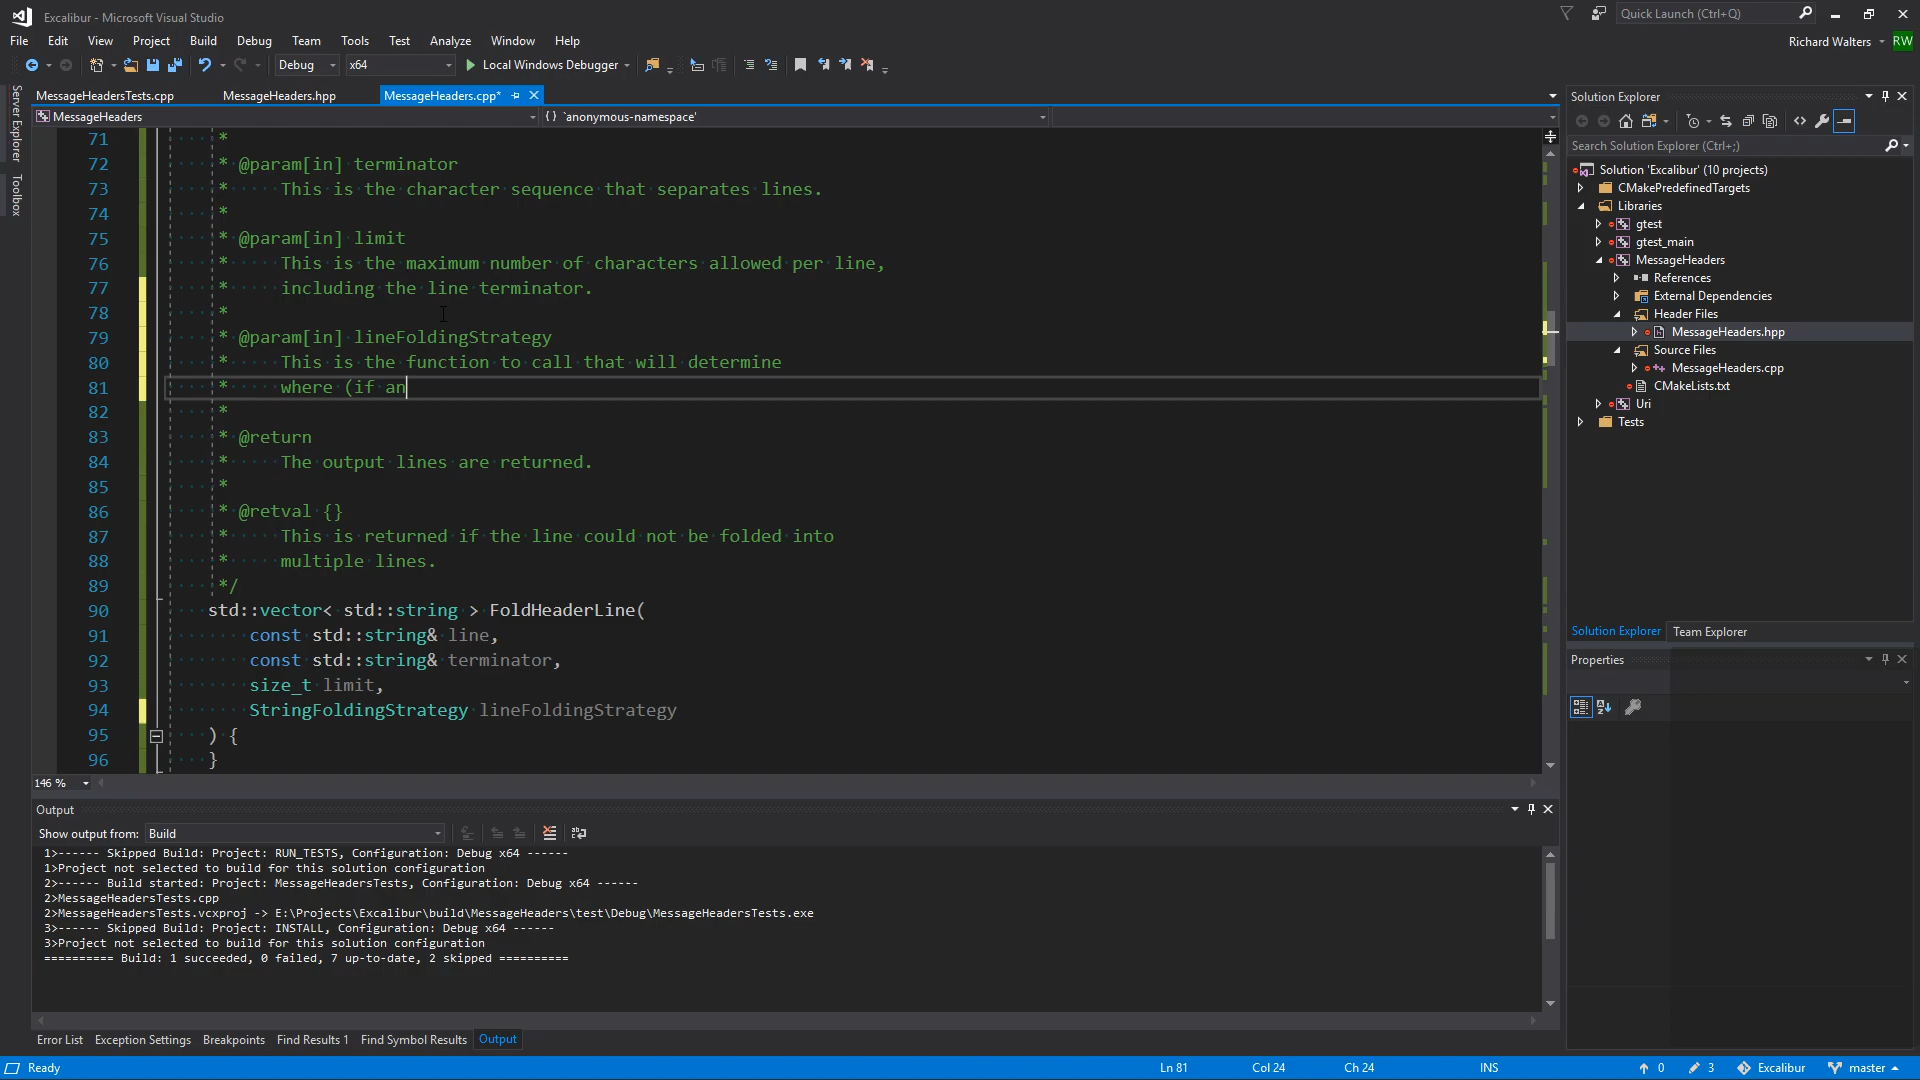 Excalibur - Microsoft Visual Studio
Quick Launch (Ctrl+Q)
File Edit View Project Build Debug Team Tools Test Analyze Window Help
Richard Walters RW
Debug x64 Local Windows Debugger
Server Explorer
Toolbox
MessageHeadersTests.cpp MessageHeaders.hpp MessageHeaders.cpp*
MessageHeaders {} `anonymous-namespace'
71 *
72 * @param[in] terminator
73 * This is the character sequence that separates lines.
74 *
75 * @param[in] limit
76 * This is the maximum number of characters allowed per line,
77 * including the line terminator.
78 *
79 * @param[in] lineFoldingStrategy
80 * This is the function to call that will determine
81 * where (if an
82 *
83 * @return
84 * The output lines are returned.
85 *
86 * @retval {}
87 * This is returned if the line could not be folded into
88 * multiple lines.
89 */
90 std::vector< std::string > FoldHeaderLine(
91 const std::string& line,
92 const std::string& terminator,
93 size_t limit,
94 StringFoldingStrategy lineFoldingStrategy
95 ) {
96 }
146 %
Output
Show output from: Build
1>------ Skipped Build: Project: RUN_TESTS, Configuration: Debug x64 ------
1>Project not selected to build for this solution configuration
2>------ Build started: Project: MessageHeadersTests, Configuration: Debug x64 ------
2>MessageHeadersTests.cpp
2>MessageHeadersTests.vcxproj -> E:\Projects\Excalibur\build\MessageHeaders\test\Debug\MessageHeadersTests.exe
3>------ Skipped Build: Project: INSTALL, Configuration: Debug x64 ------
3>Project not selected to build for this solution configuration
========== Build: 1 succeeded, 0 failed, 7 up-to-date, 2 skipped ==========
Error List Exception Settings Breakpoints Find Results 1 Find Symbol Results Output
Solution Explorer
Search Solution Explorer (Ctrl+;)
Solution 'Excalibur' (10 projects)
CMakePredefinedTargets
Libraries
gtest
gtest_main
MessageHeaders
References
External Dependencies
Header Files
MessageHeaders.hpp
Source Files
MessageHeaders.cpp
CMakeLists.txt
Uri
Tests
Solution Explorer Team Explorer
Properties
Ready Ln 81 Col 24 Ch 24 INS 0 3 Excalibur master